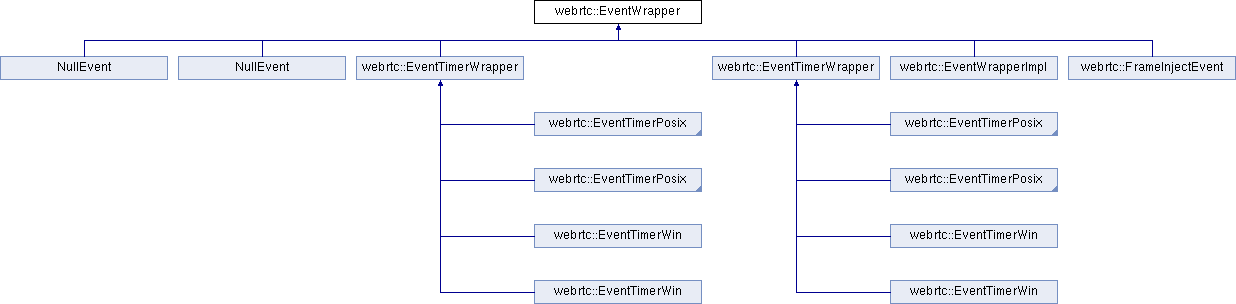 webrtc::EventWrapper
NullEvent
NullEvent
webrtc::EventTimerWrapper
webrtc::EventTimerWrapper
webrtc::EventWrapperImpl
webrtc::FrameInjectEvent
webrtc::EventTimerPosix
webrtc::EventTimerPosix
webrtc::EventTimerPosix
webrtc::EventTimerPosix
webrtc::EventTimerWin
webrtc::EventTimerWin
webrtc::EventTimerWin
webrtc::EventTimerWin